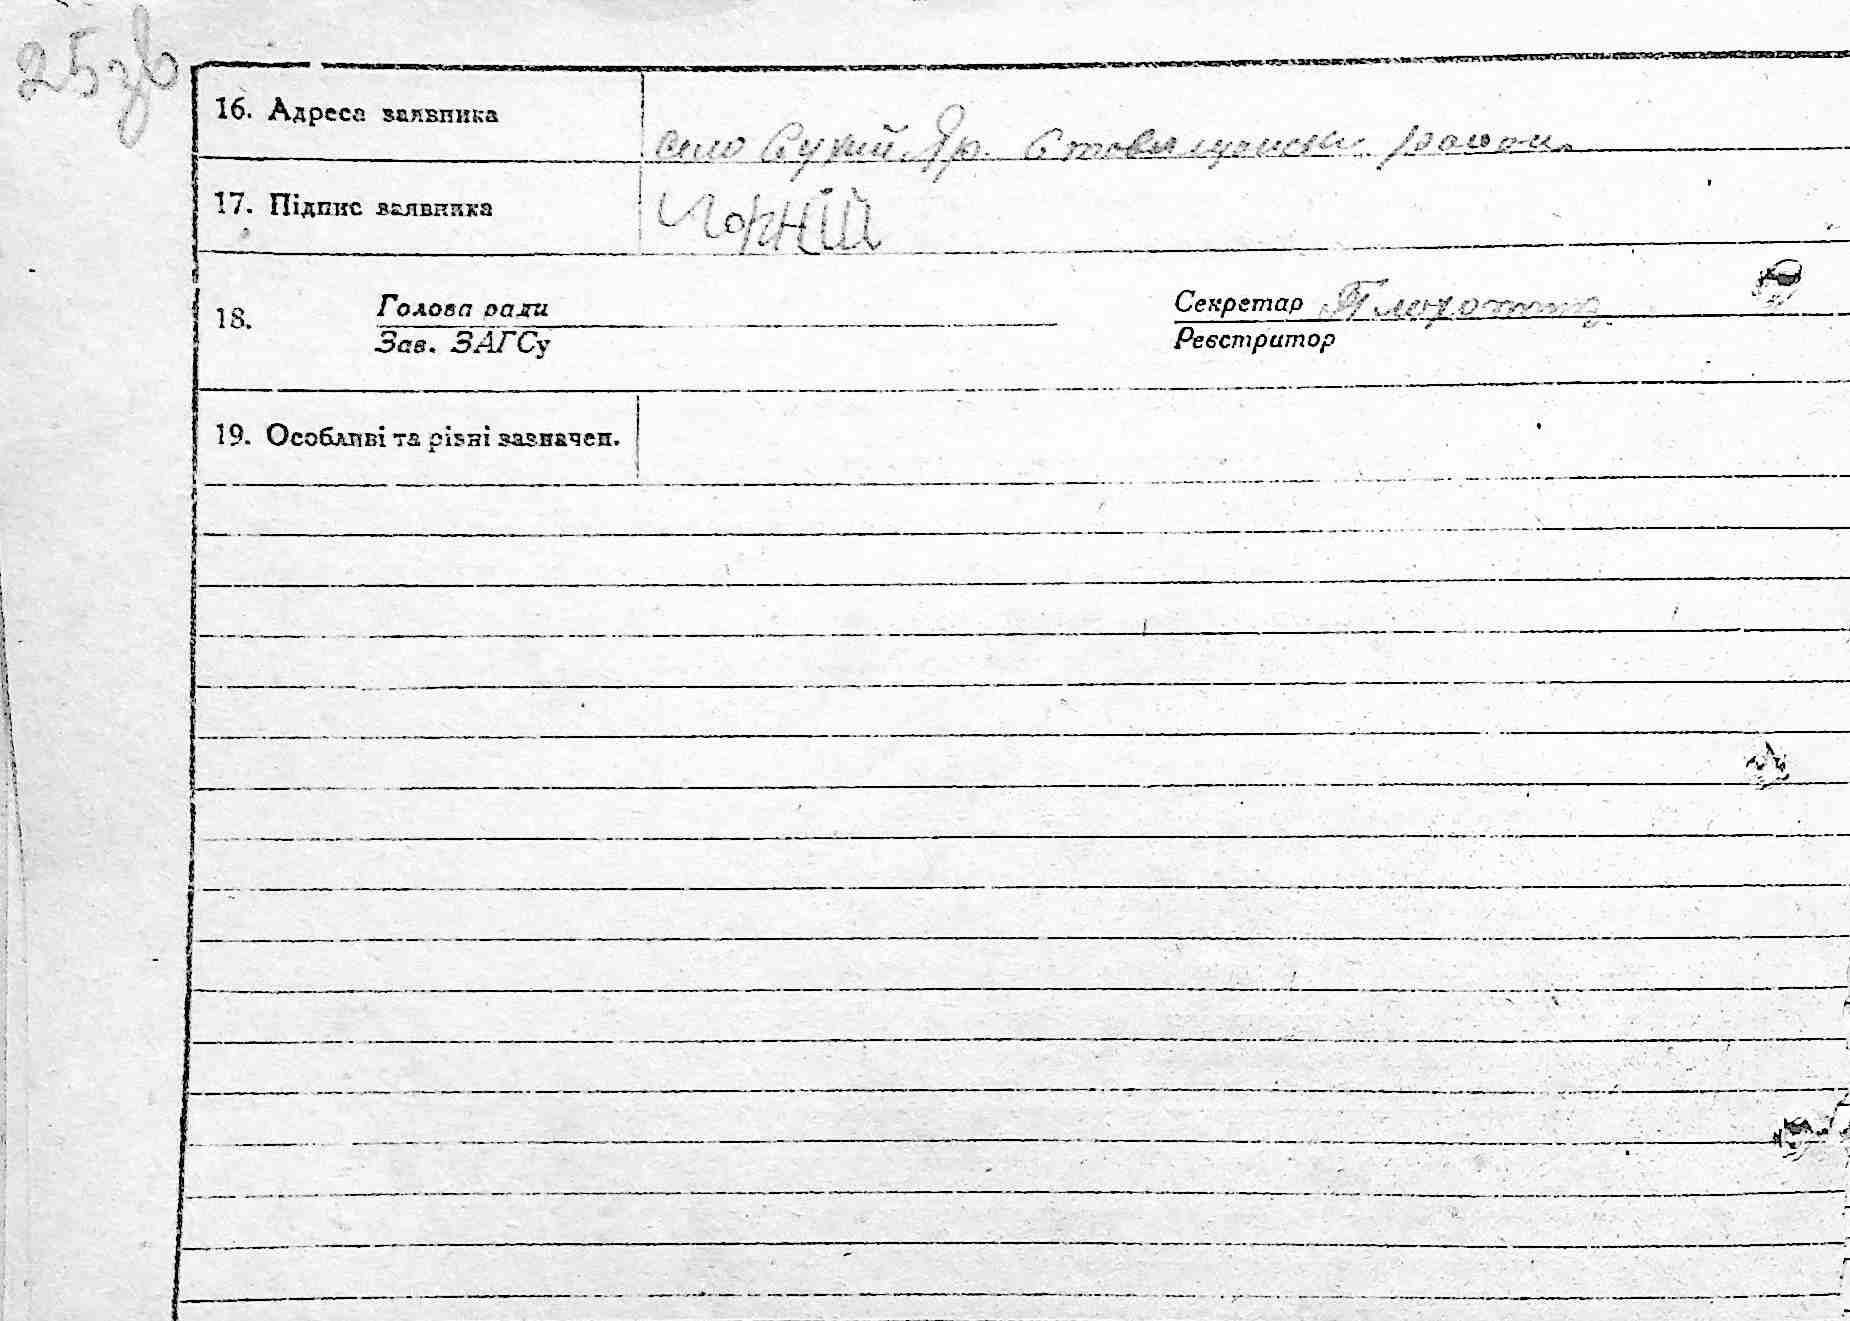 25зв
16. Адреса заявника село Сухий Яр. Ставищанськ. район.
17. Підпис заявника Чорній
18. Голова ради Секретар
Зав. ЗАГСу Реєстратор
19. Особливі та різні зазначен.